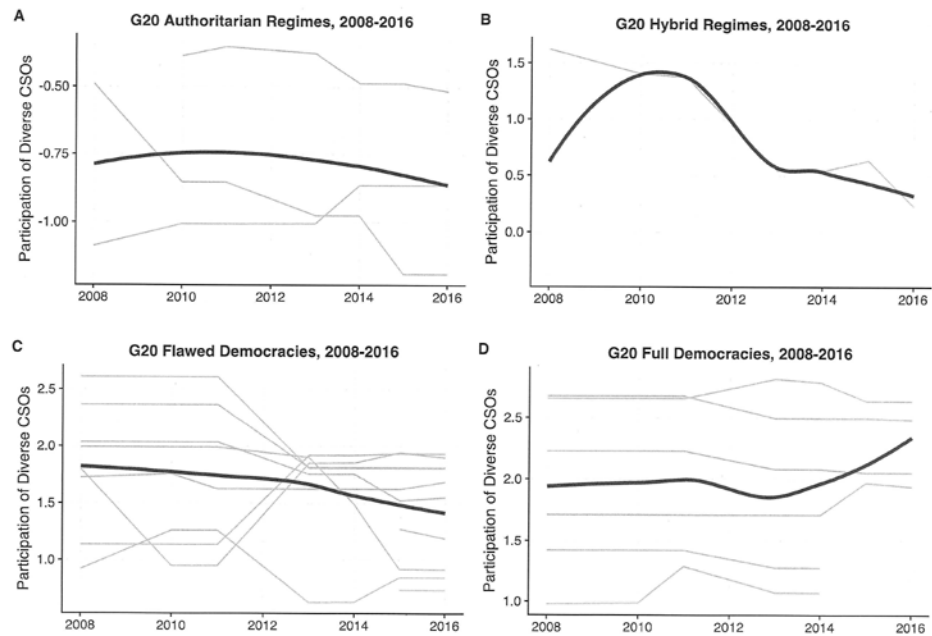 A
G20 Authoritarian Regimes, 2008-2016
Participation of Diverse CSOs
-0.50
-0.75
-1.00
2008 2010 2012 2014 2016
B
G20 Hybrid Regimes, 2008-2016
Participation of Diverse CSOs
1.5
1.0
0.5
0.0
2008 2010 2012 2014 2016
C
G20 Flawed Democracies, 2008-2016
Participation of Diverse CSOs
2.5
2.0
1.5
1.0
2008 2010 2012 2014 2016
D
G20 Full Democracies, 2008-2016
Participation of Diverse CSOs
2.5
2.0
1.5
1.0
2008 2010 2012 2014 2016